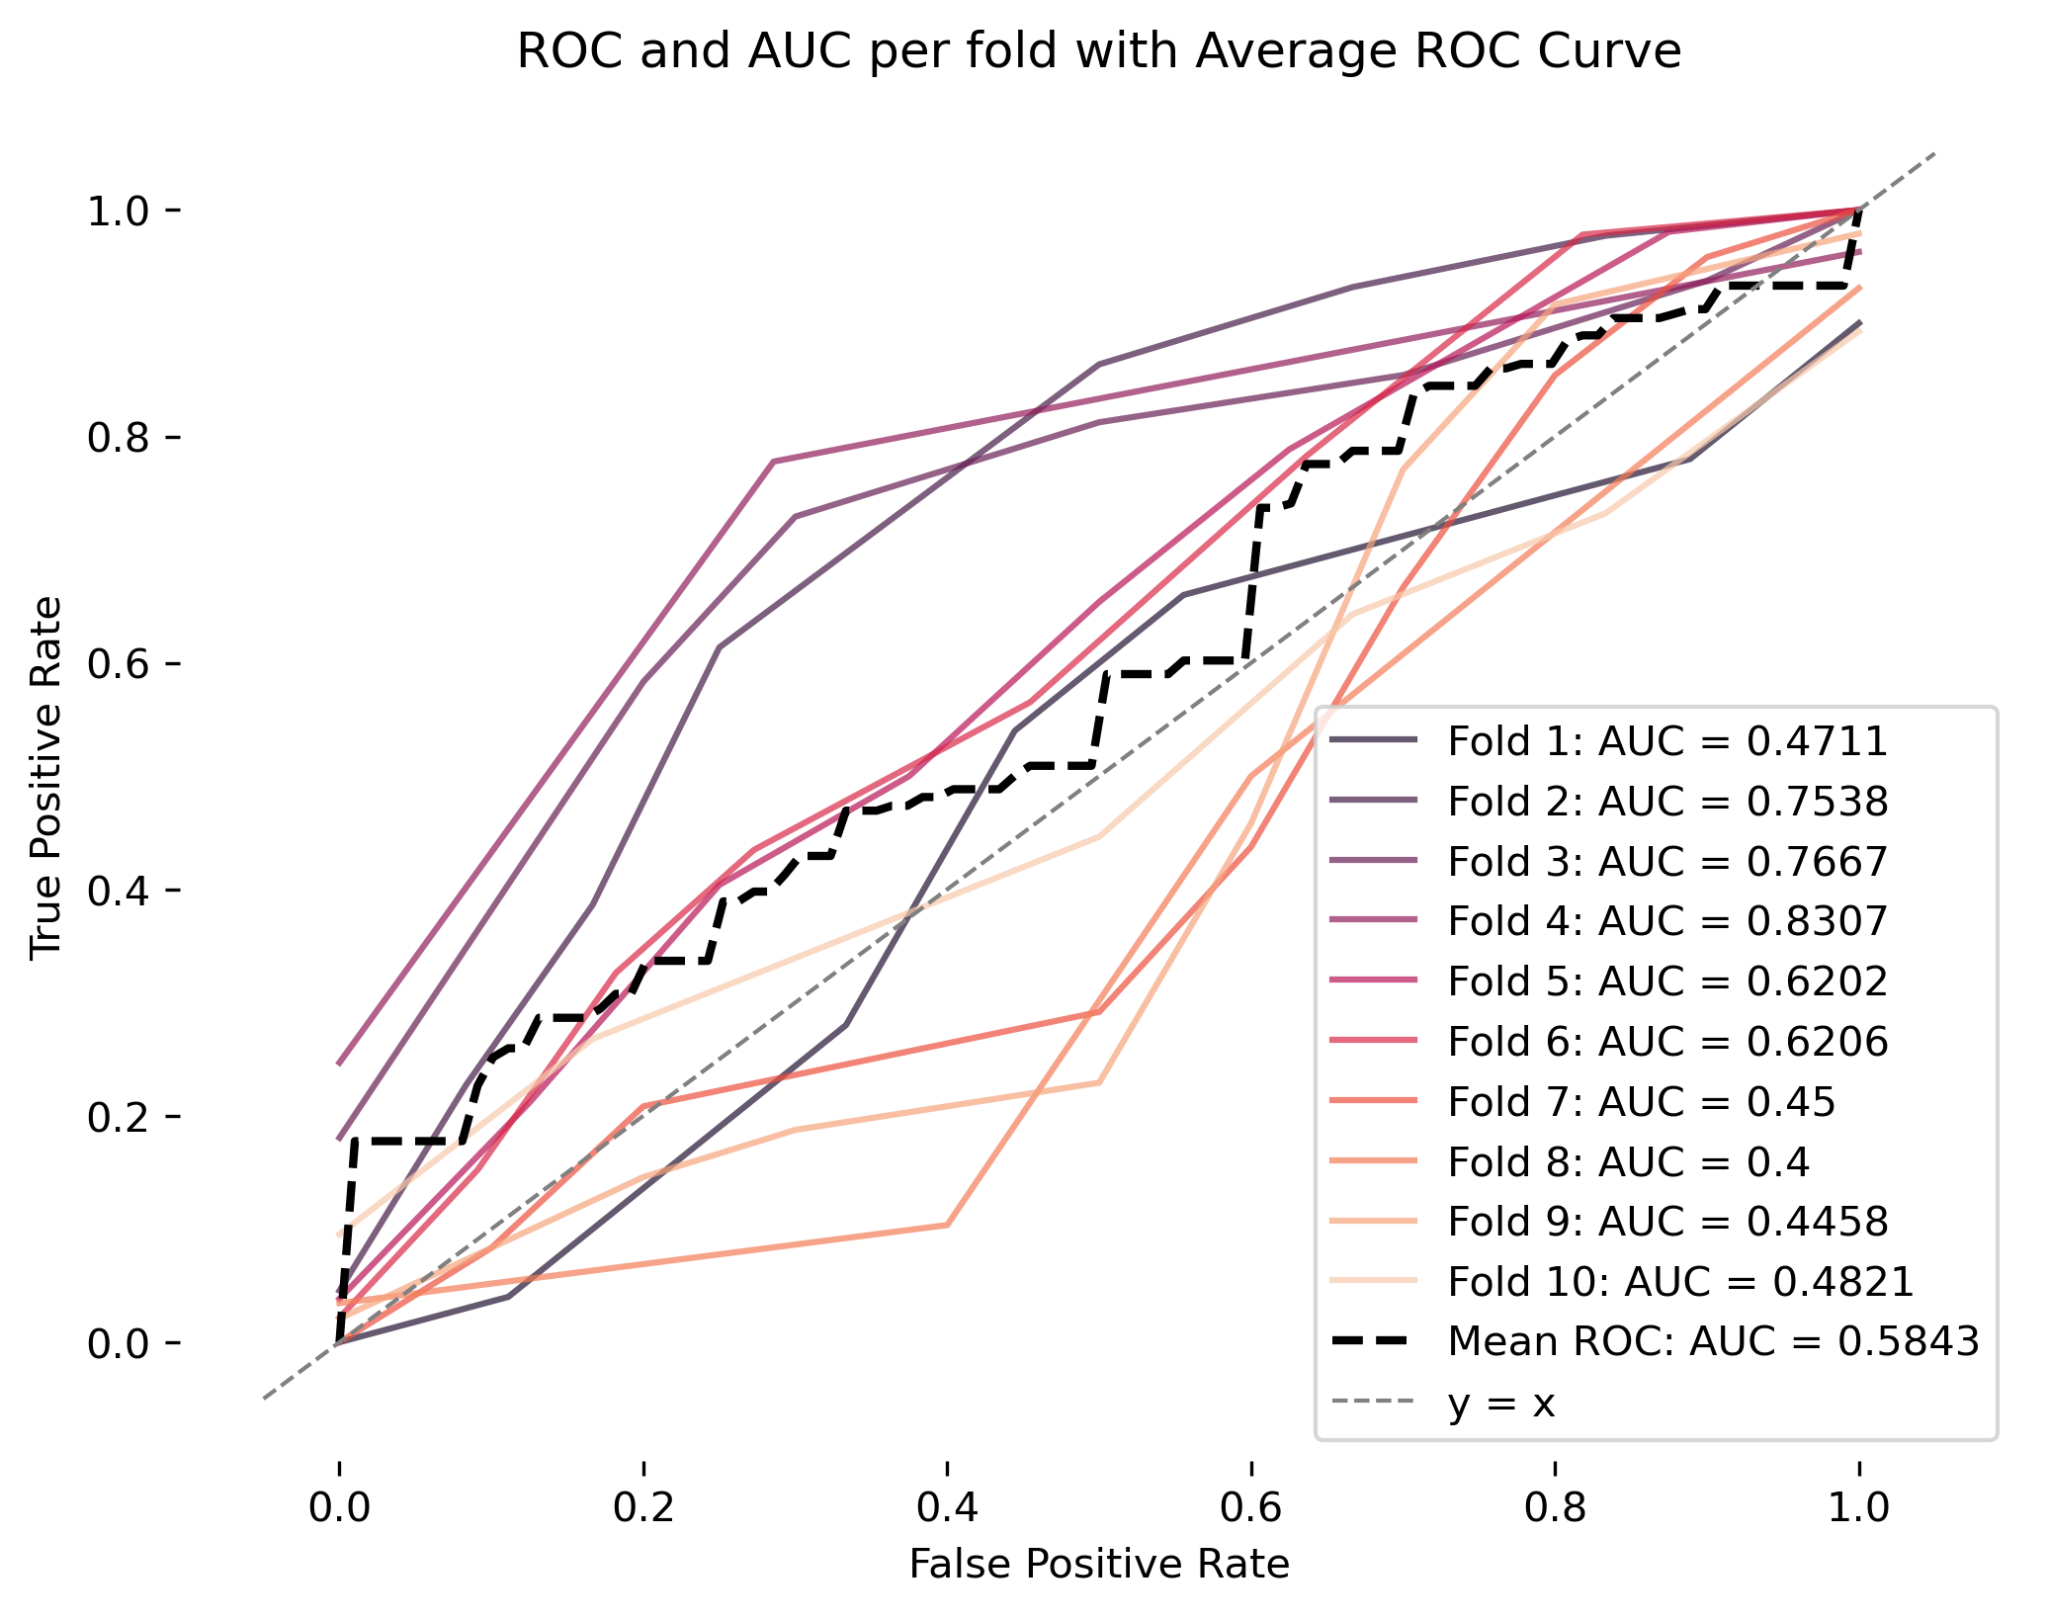 ROC and AUC per fold with Average ROC Curve
True Positive Rate
1.0
0.8
0.6
0.4
0.2
0.0
Fold 1: AUC = 0.4711
Fold 2: AUC = 0.7538
Fold 3: AUC = 0.7667
Fold 4: AUC = 0.8307
Fold 5: AUC = 0.6202
Fold 6: AUC = 0.6206
Fold 7: AUC = 0.45
Fold 8: AUC = 0.4
Fold 9: AUC = 0.4458
Fold 10: AUC = 0.4821
Mean ROC: AUC = 0.5843
y = x
0.0 0.2 0.4 0.6 0.8 1.0
False Positive Rate